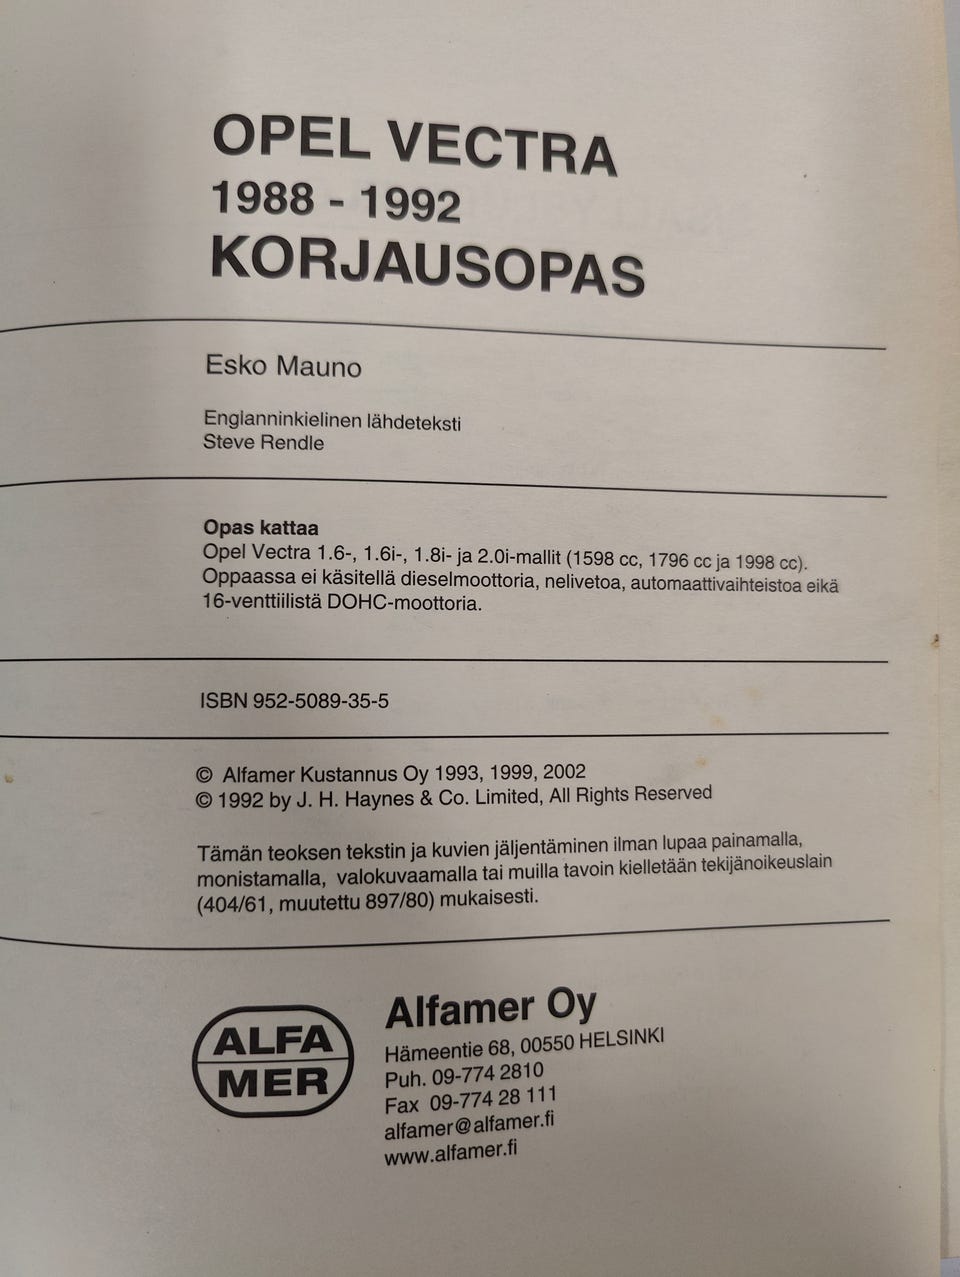 OPEL VECTRA
1988 - 1992
KORJAUSOPAS
Esko Mauno
Englanninkielinen lähdeteksti
Steve Rendle
Opas kattaa
Opel Vectra 1.6-, 1.6i-, 1.8i- ja 2.0i-mallit (1598 cc, 1796 cc ja 1998 cc).
Oppaassa ei käsitellä dieselmoottoria, nelivetoa, automaattivaihteistoa eikä
16-venttiilistä DOHC-moottoria.
ISBN 952-5089-35-5
© Alfamer Kustannus Oy 1993, 1999, 2002
© 1992 by J. H. Haynes & Co. Limited, All Rights Reserved
Tämän teoksen tekstin ja kuvien jäljentäminen ilman lupaa painamalla,
monistamalla, valokuvaamalla tai muilla tavoin kielletään tekijänoikeuslain
(404/61, muutettu 897/80) mukaisesti.
ALFA
MER
Alfamer Oy
Hämeentie 68, 00550 HELSINKI
Puh. 09-774 2810
Fax 09-774 28 111
alfamer@alfamer.fi
www.alfamer.fi